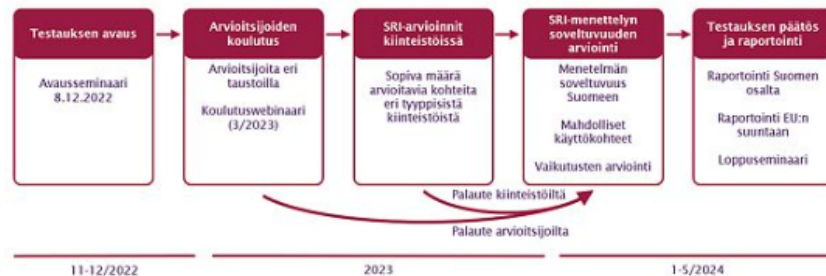 Testauksen avaus
Avausseminaari
8.12.2022
Arvioitsijoiden
koulutus
Arvioitsijoita eri
taustoilla
Koulutuswebinaari
(3/2023)
SRI-arvioinnit
kiinteistöissä
Sopiva määrä
arvioitavia kohteita
eri tyyppisistä
kiinteistöistä
SRI-menettelyn
soveltuvuuden
arviointi
Menetelmän
soveltuvuus
Suomeen
Mahdolliset
käyttökohteet
Vaikutusten arviointi
Testauksen päätös
ja raportointi
Raportointi Suomen
osalta
Raportointi EU:n
suuntaan
Loppuseminaari
Palaute kiinteistöiltä
Palaute arvioitsijoilta
11-12/2022
2023
1-5/2024